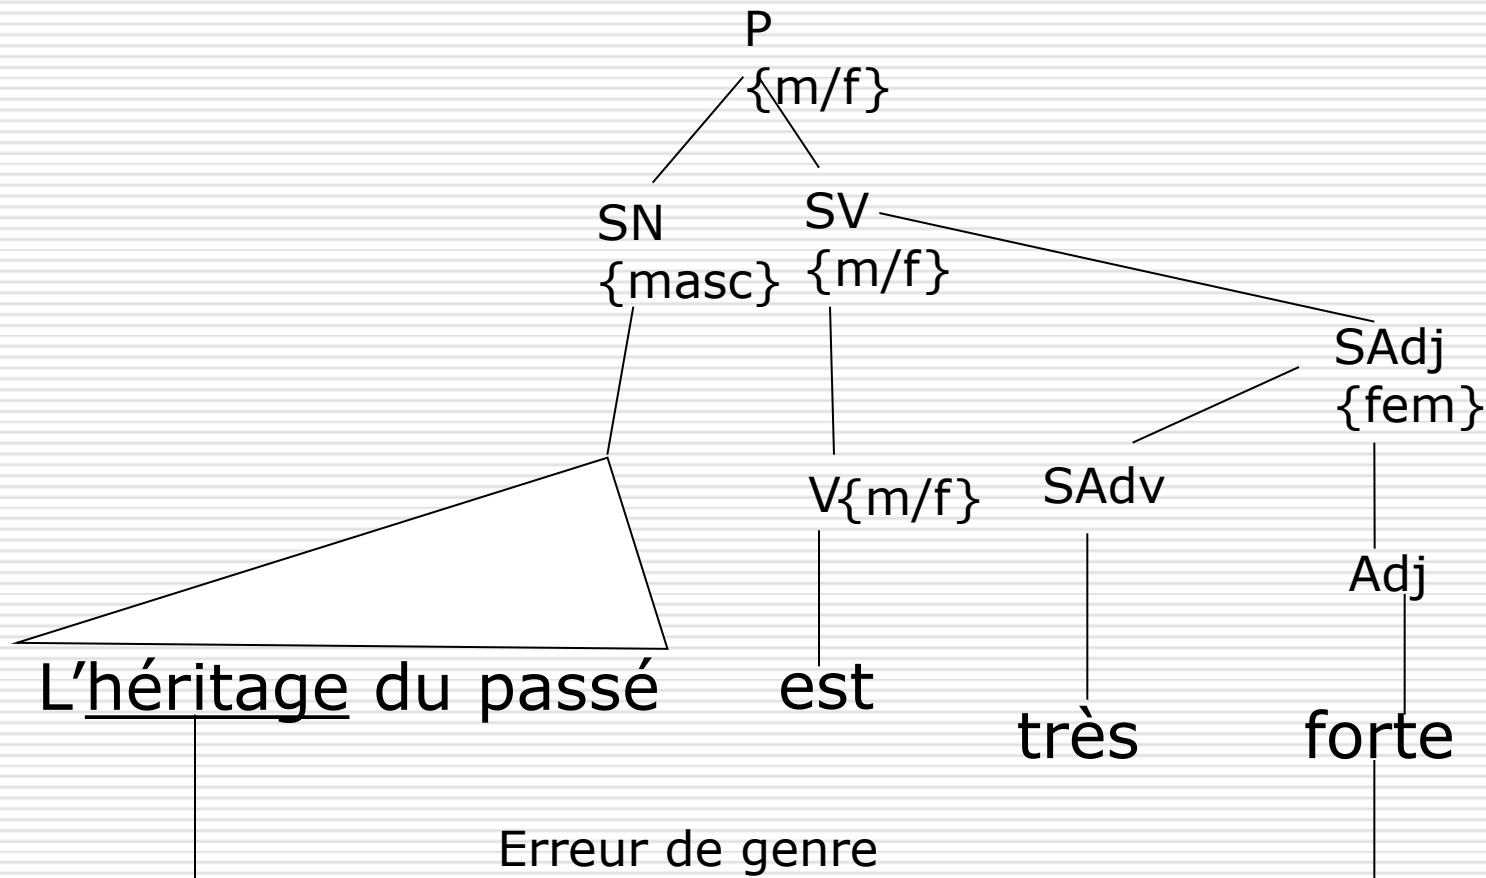 P
{m/f}
SN
{masc}
SV
{m/f}
SAdj
{fem}
V{m/f}
SAdv
Adj
L’héritage du passé
est
très
forte
Erreur de genre